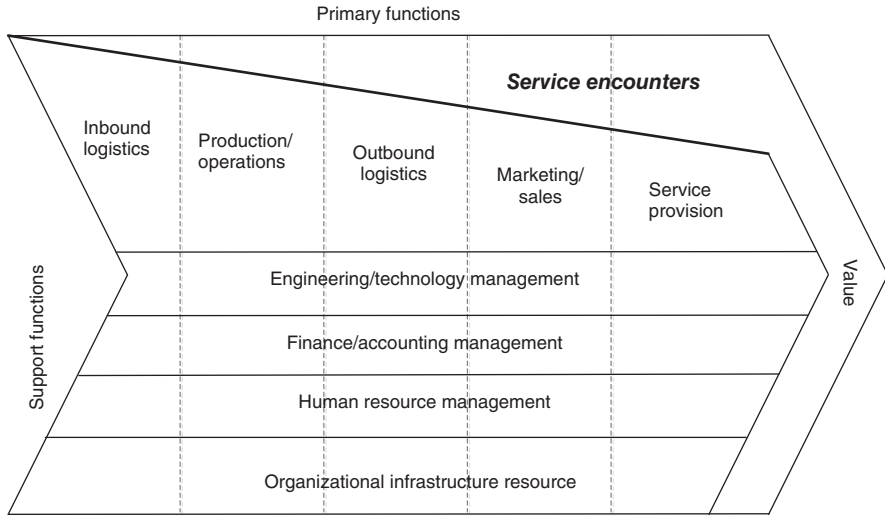 Primary functions
Service encounters
Inbound
logistics
Production/
operations
Outbound
logistics
Marketing/
sales
Service
provision
Support functions
Engineering/technology management
Finance/accounting management
Human resource management
Organizational infrastructure resource
Value